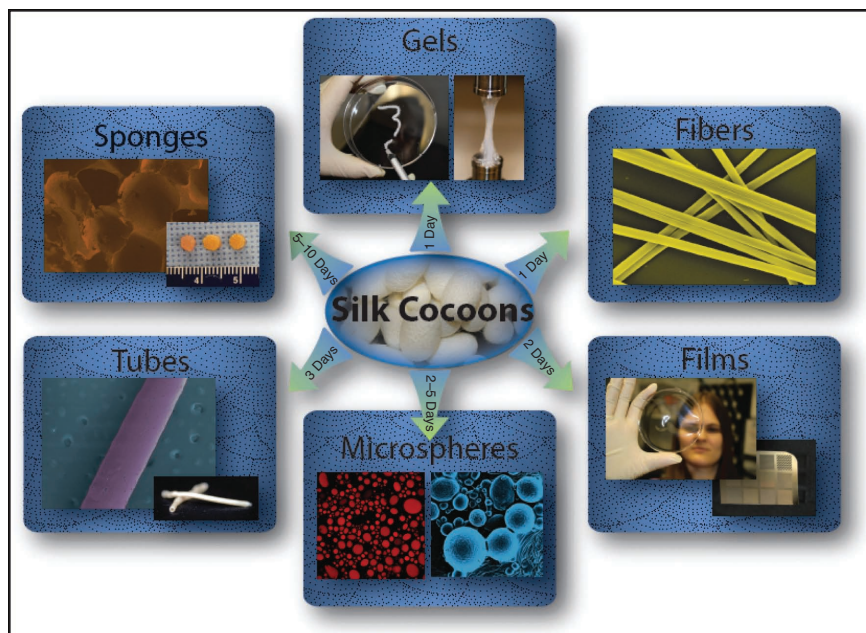 Gels
Sponges
Fibers
5–10 Days
1 Day
1 Day
4
5
Silk Cocoons
Tubes
3 Days
2–5 Days
2 Days
Films
Microspheres